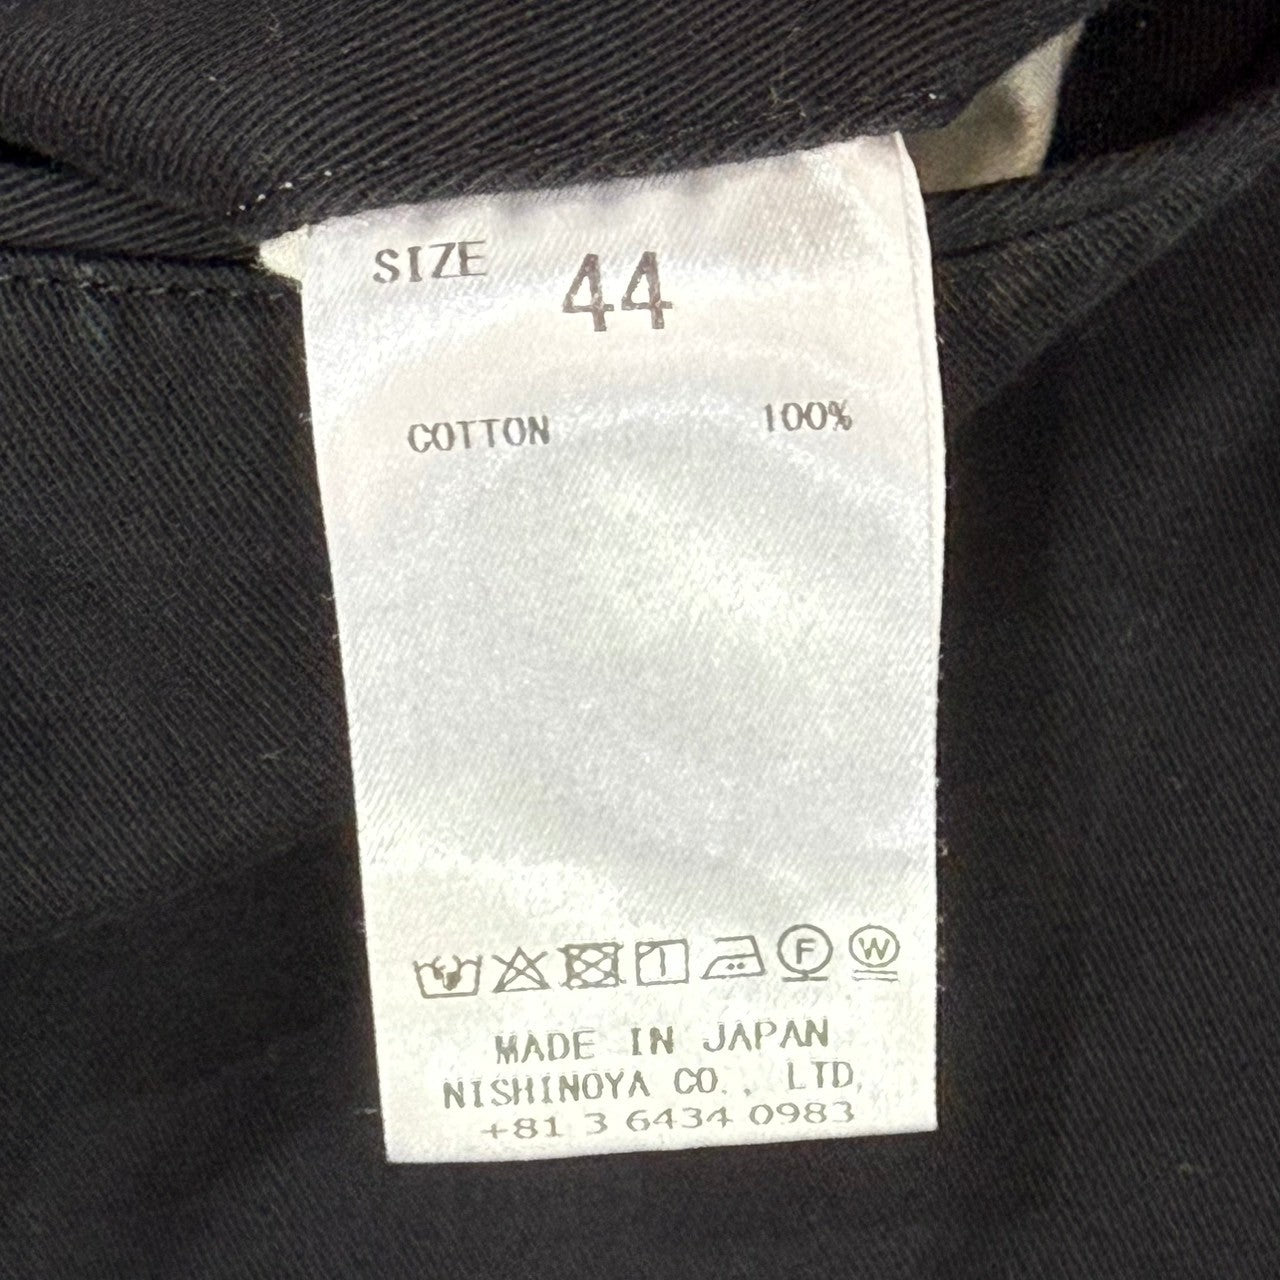 SIZE 44
COTTON 100%
F W
MADE IN JAPAN
NISHINOYA CO., LTD.
+81 3 6434 0983